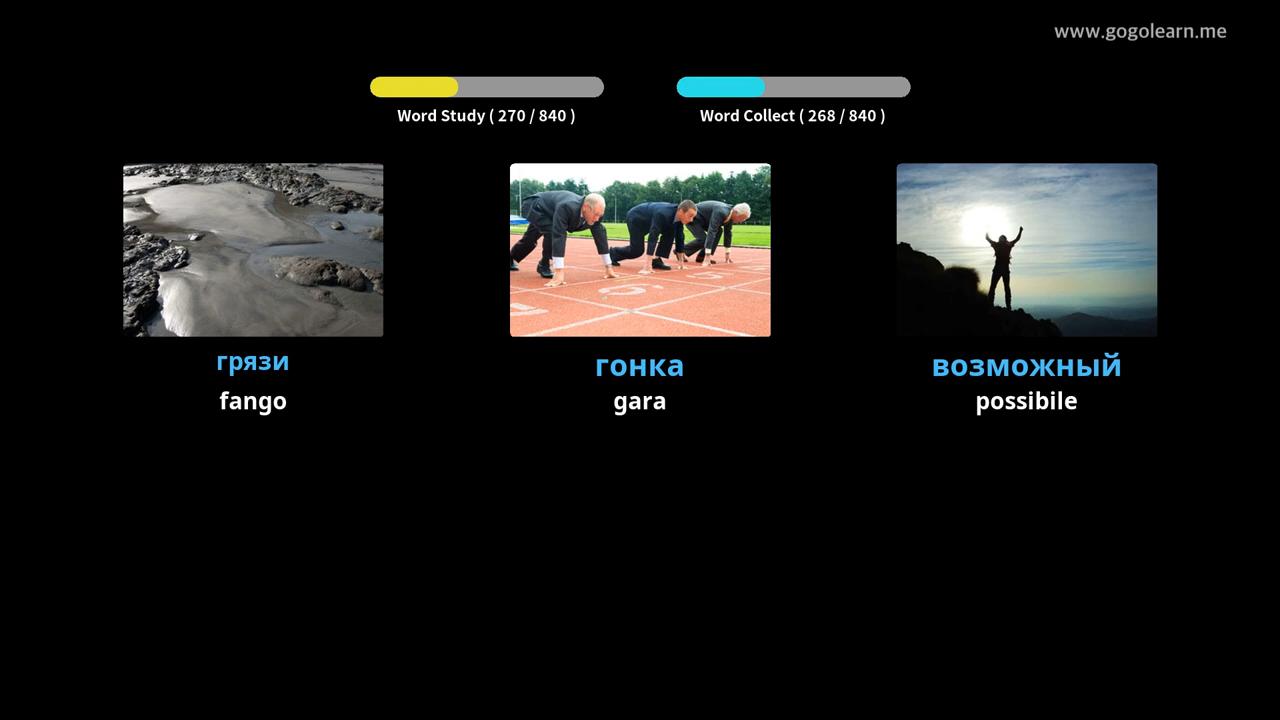 www.gogolearn.me
Word Study ( 270 / 840 )
Word Collect ( 268 / 840 )
грязи
гонка
возможный
fango
gara
possibile